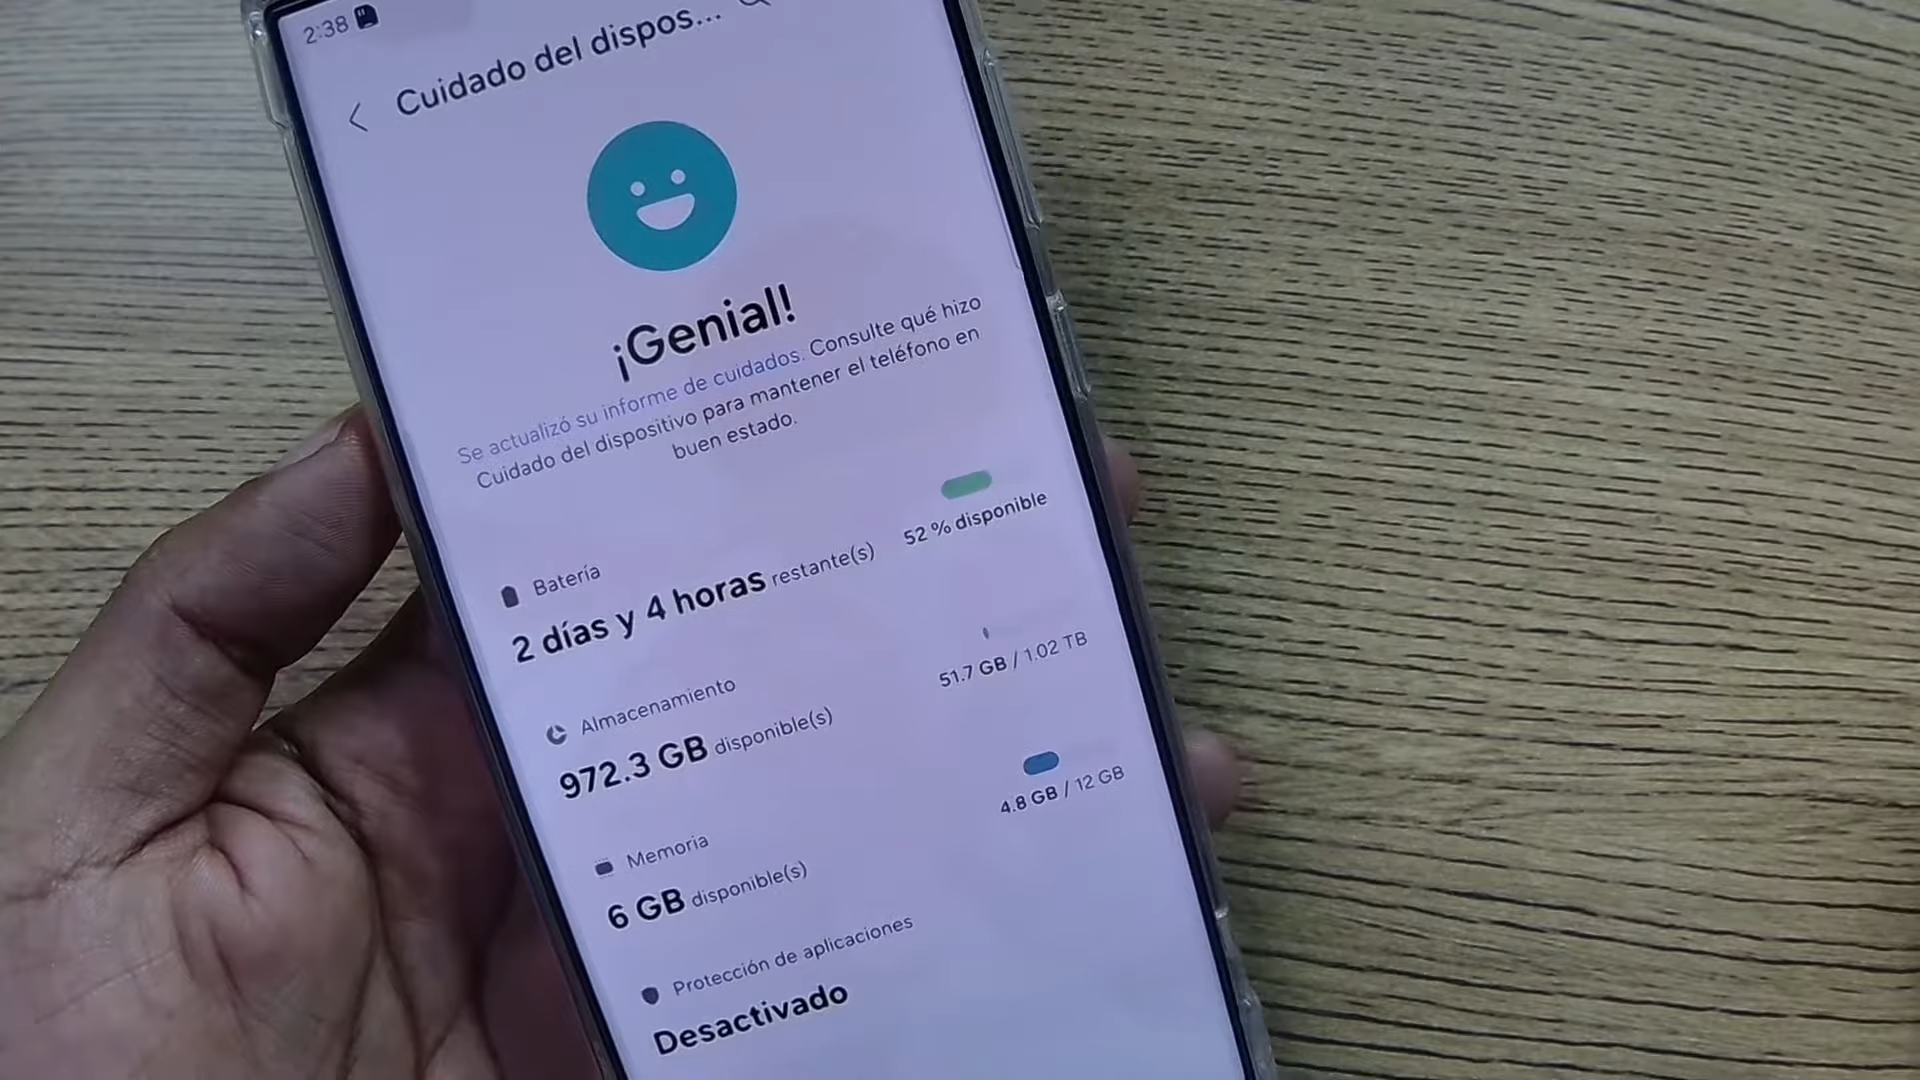 2:38
Cuidado del dispos...
¡Genial!
Se actualizó su informe de cuidados. Consulte qué hizo
Cuidado del dispositivo para mantener el teléfono en
buen estado.
Batería
2 días y 4 horas restante(s)
52 % disponible
Almacenamiento
972.3 GB disponible(s)
51.7 GB / 1.02 TB
Memoria
6 GB disponible(s)
4.8 GB / 12 GB
Protección de aplicaciones
Desactivado